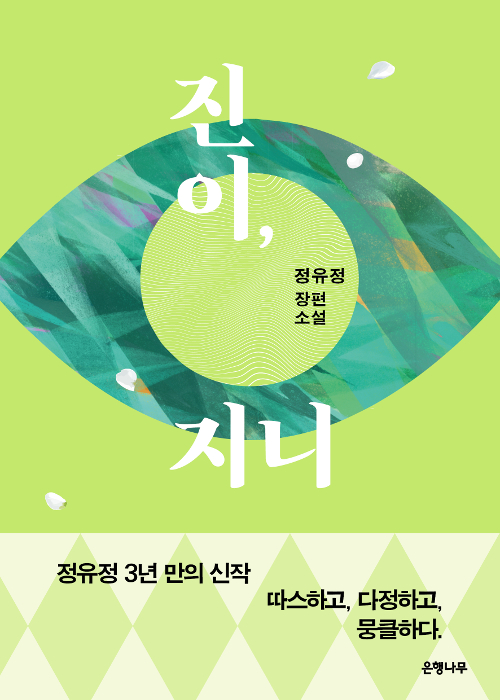 진
이,
정유정
장편
소설
지니
정유정 3년 만의 신작
따스하고, 다정하고,
뭉클하다.
은행나무